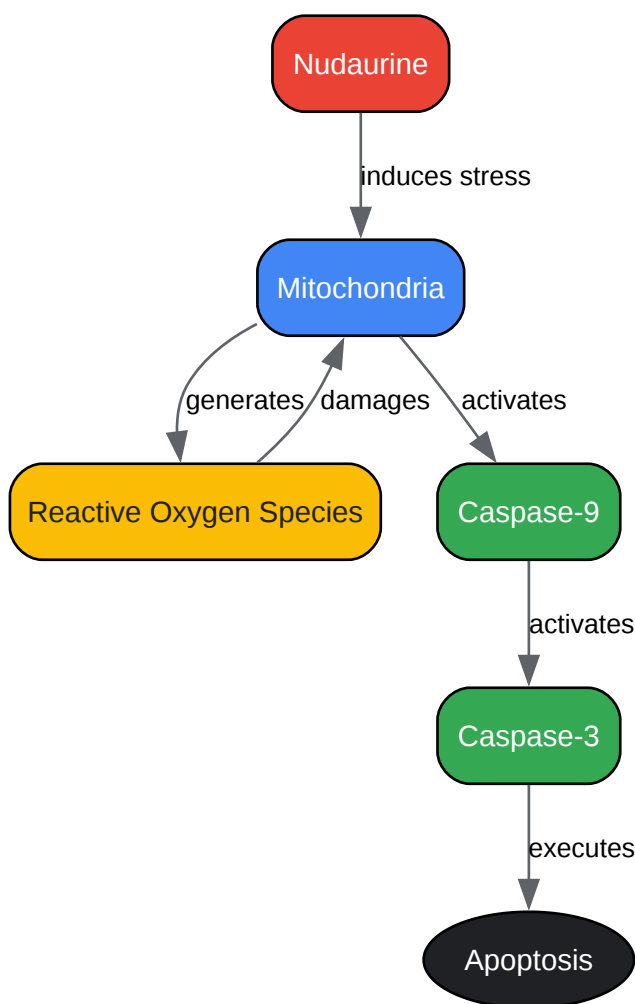 Nudaurine
induces stress
Mitochondria
generates
damages
activates
Reactive Oxygen Species
Caspase-9
activates
Caspase-3
executes
Apoptosis